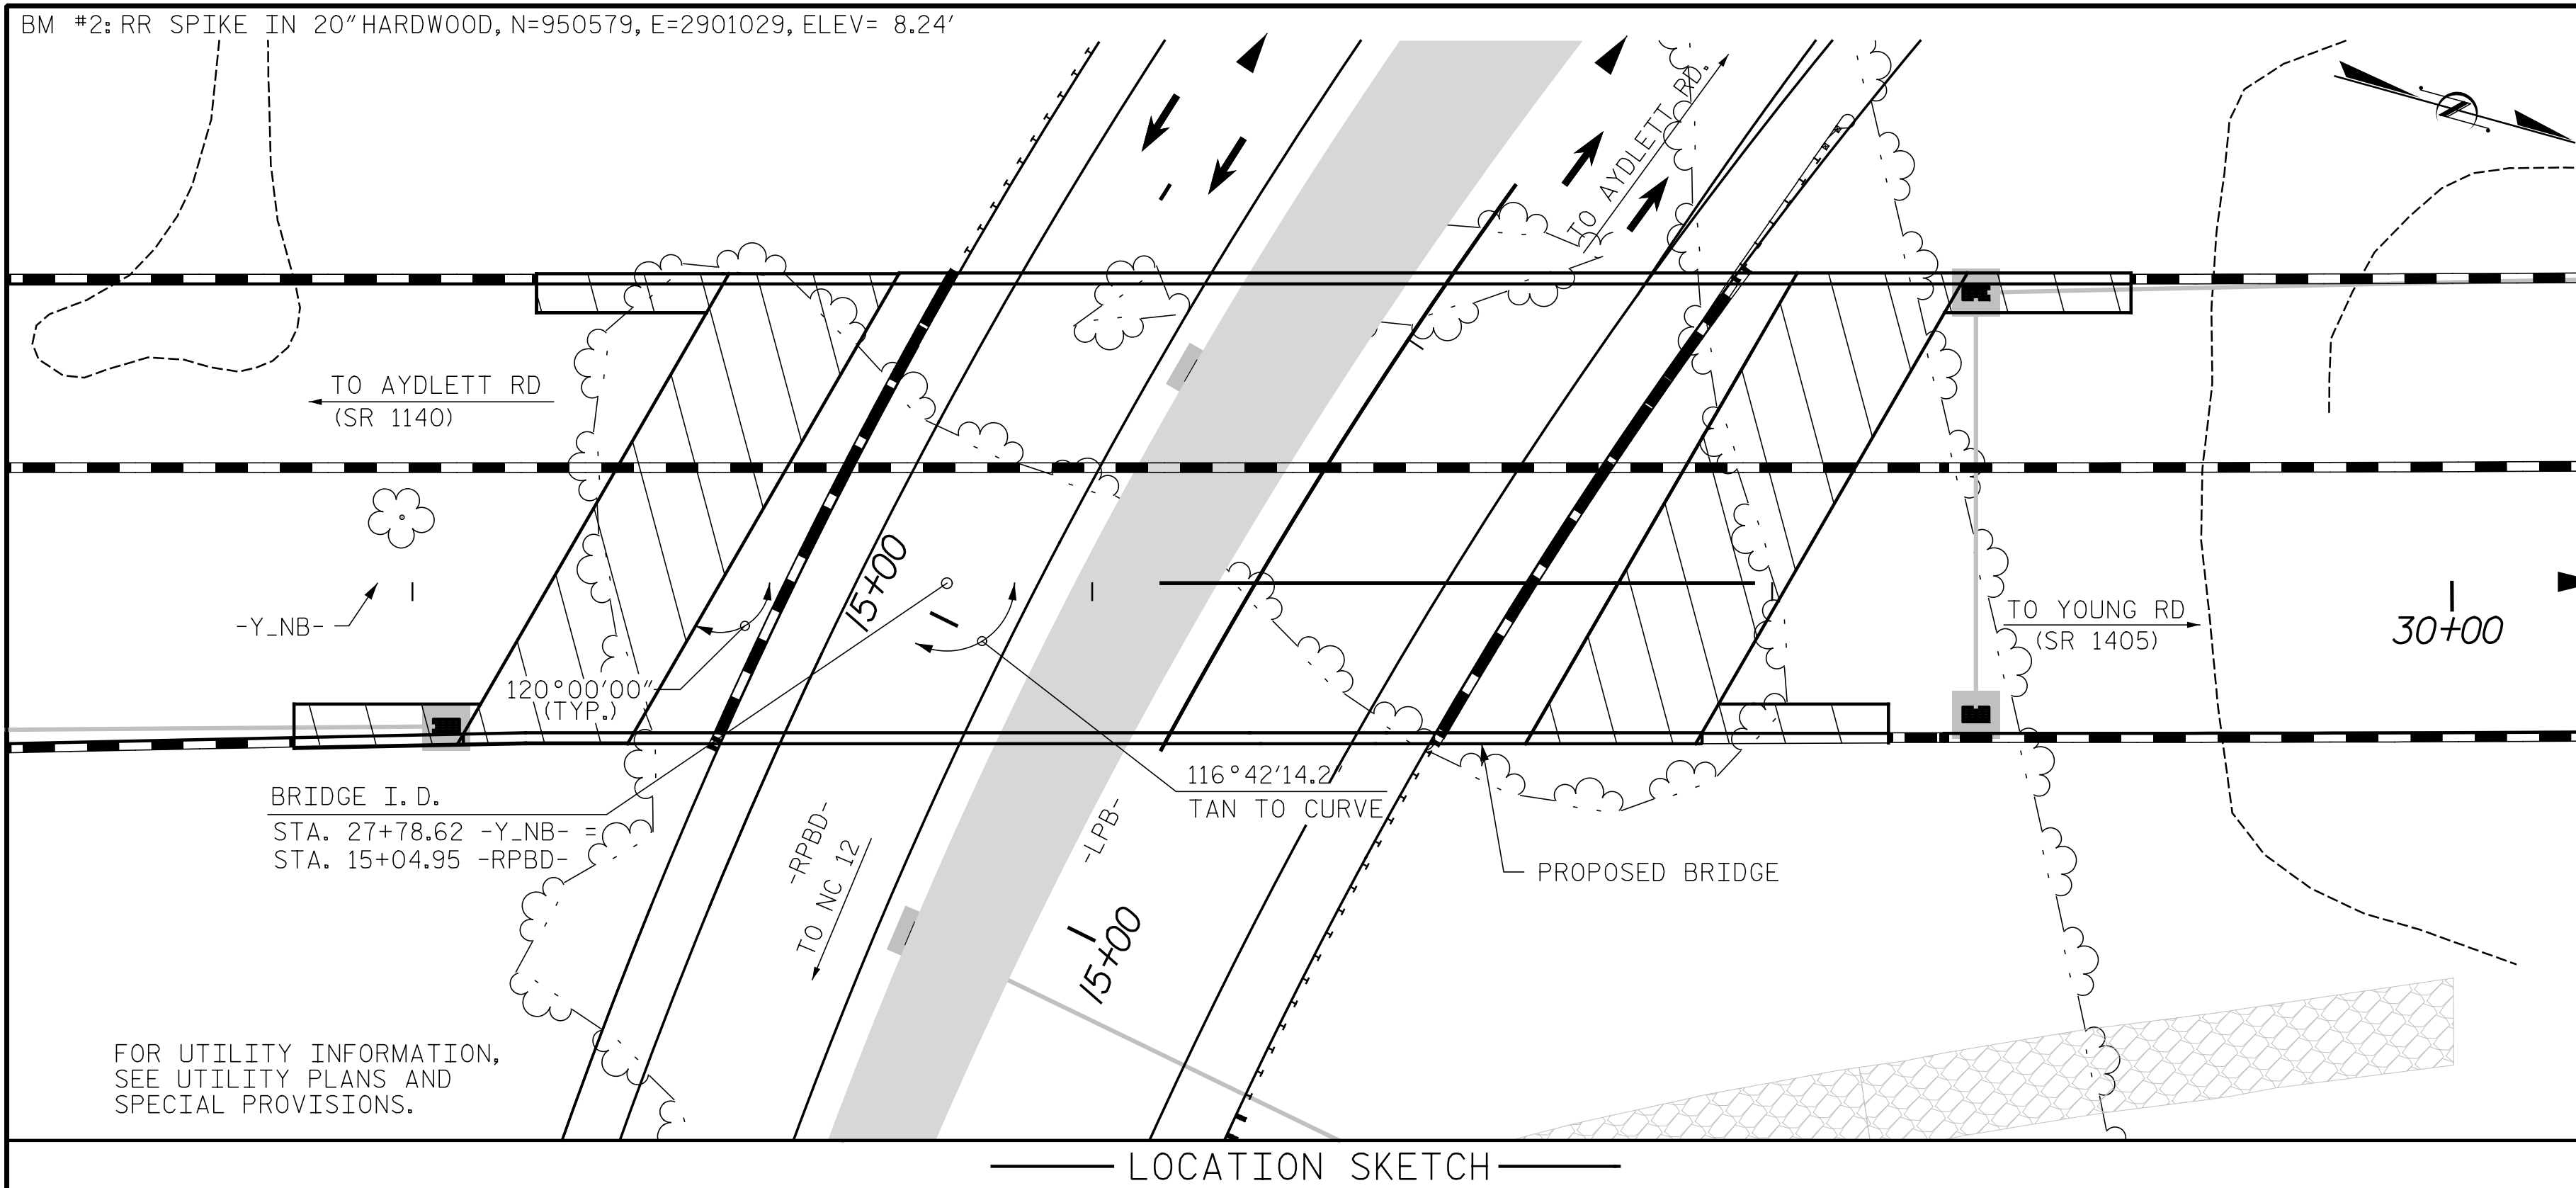 BM #2: RR SPIKE IN 20" HARDWOOD, N=950579, E=2901029, ELEV= 8.24'
TO AYDLETT RD.
TO AYDLETT RD
(SR 1140)
-Y_NB-
15+00
TO YOUNG RD
(SR 1405)
30+00
120°00'00"
(TYP.)
116°42'14.2"
TAN TO CURVE
BRIDGE I.D.
STA. 27+78.62 -Y_NB- =
STA. 15+04.95 -RPBD-
-RPBD-
TO NC 12
-LPB-
15+00
PROPOSED BRIDGE
FOR UTILITY INFORMATION,
SEE UTILITY PLANS AND
SPECIAL PROVISIONS.
LOCATION SKETCH